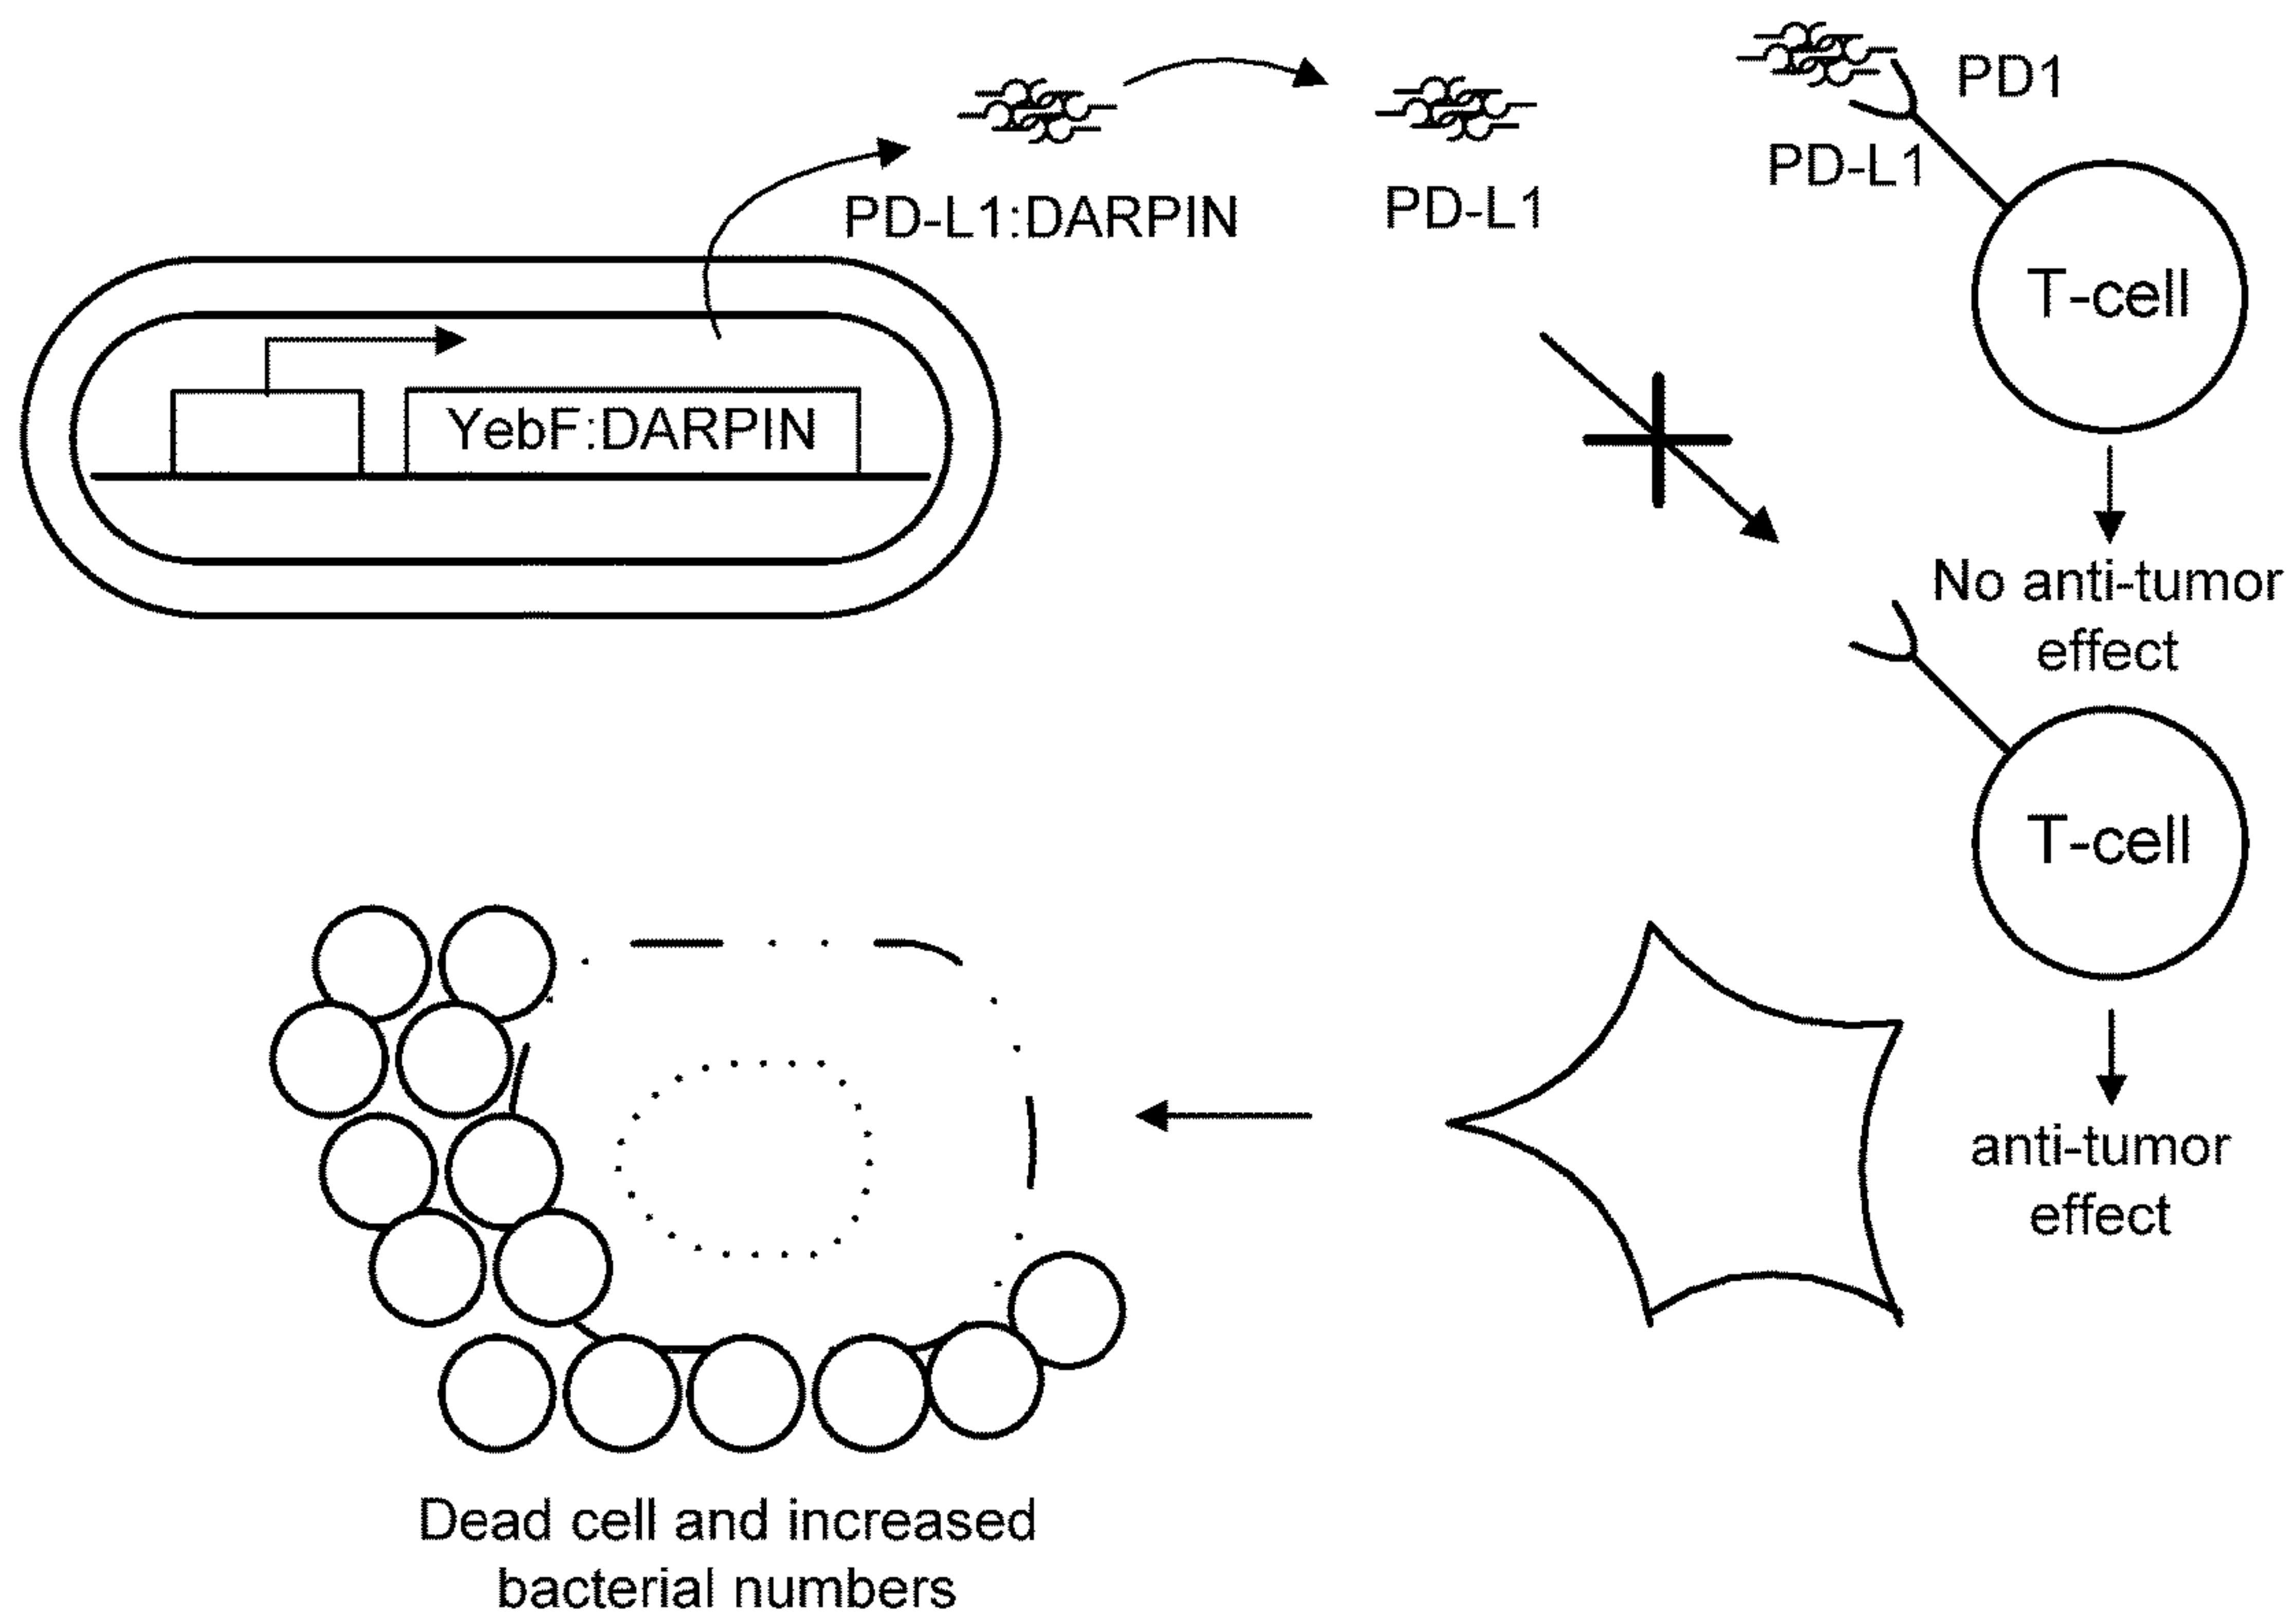 PD1
PD-L1
PD-L1:DARPIN
PD-L1
T-cell
YebF:DARPIN
No anti-tumor
effect
T-cell
anti-tumor
effect
Dead cell and increased
bacterial numbers